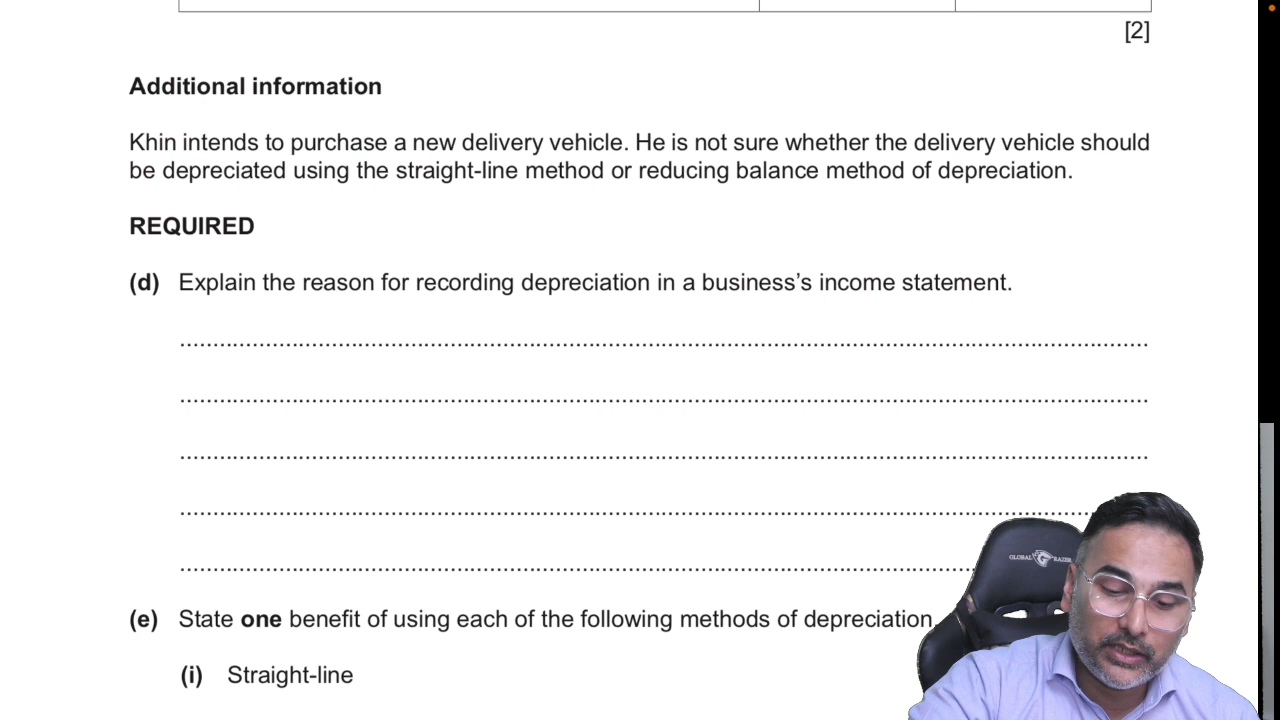 [2]
Additional information
Khin intends to purchase a new delivery vehicle. He is not sure whether the delivery vehicle should
be depreciated using the straight-line method or reducing balance method of depreciation.
REQUIRED
(d) Explain the reason for recording depreciation in a business’s income statement.
(e) State one benefit of using each of the following methods of depreciation.
(i) Straight-line
GLOBAL RAZER